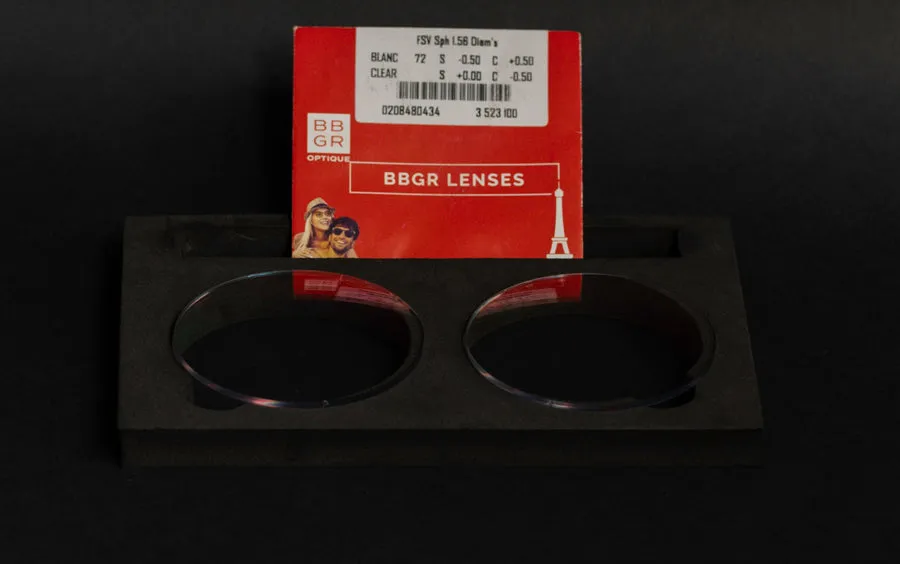 FSV Sph 1.56 Diam's
BLANC 72 S -0.50 C +0.50
CLEAR S +0.00 C -0.50
0208480434 3 523 100
BB
GR
OPTIQUE
BBGR LENSES